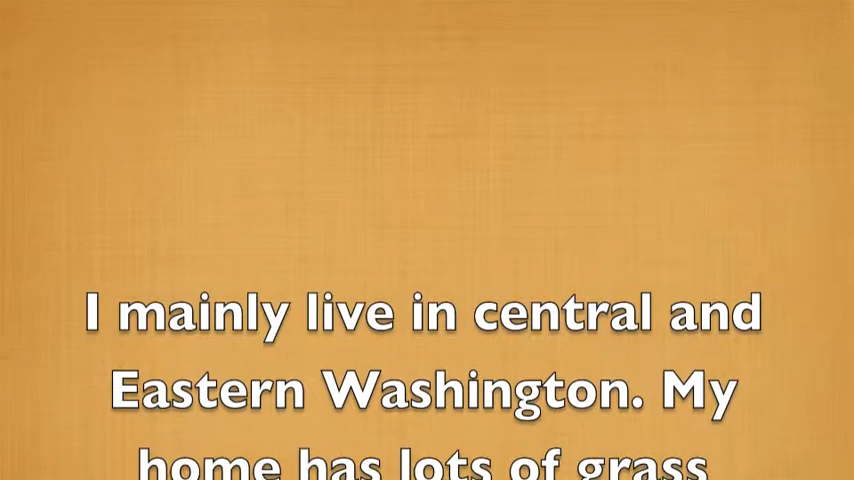 I mainly live in central and
Eastern Washington. My
home has lots of grass